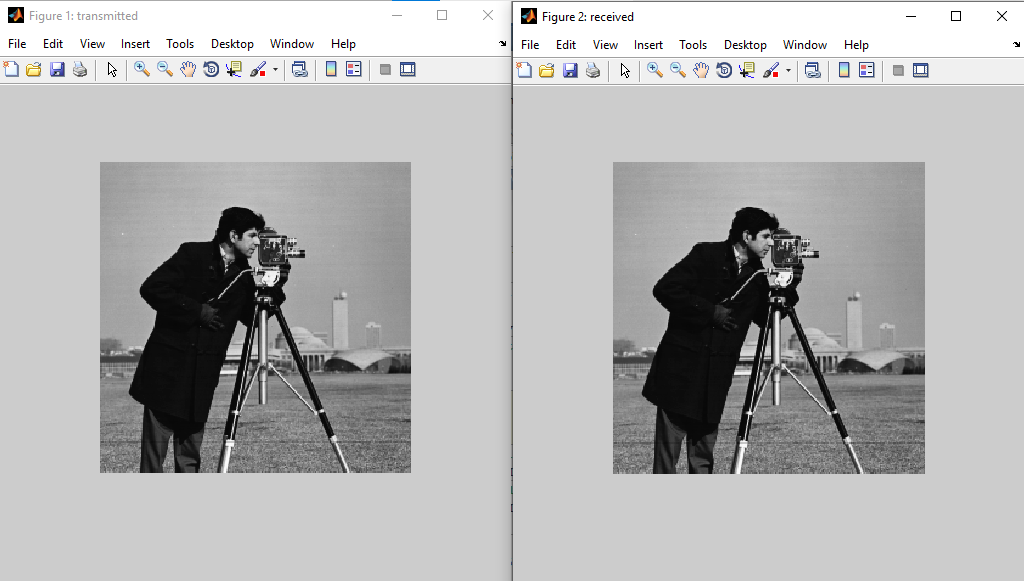 Figure 1: transmitted
File Edit View Insert Tools Desktop Window Help
Figure 2: received
File Edit View Insert Tools Desktop Window Help